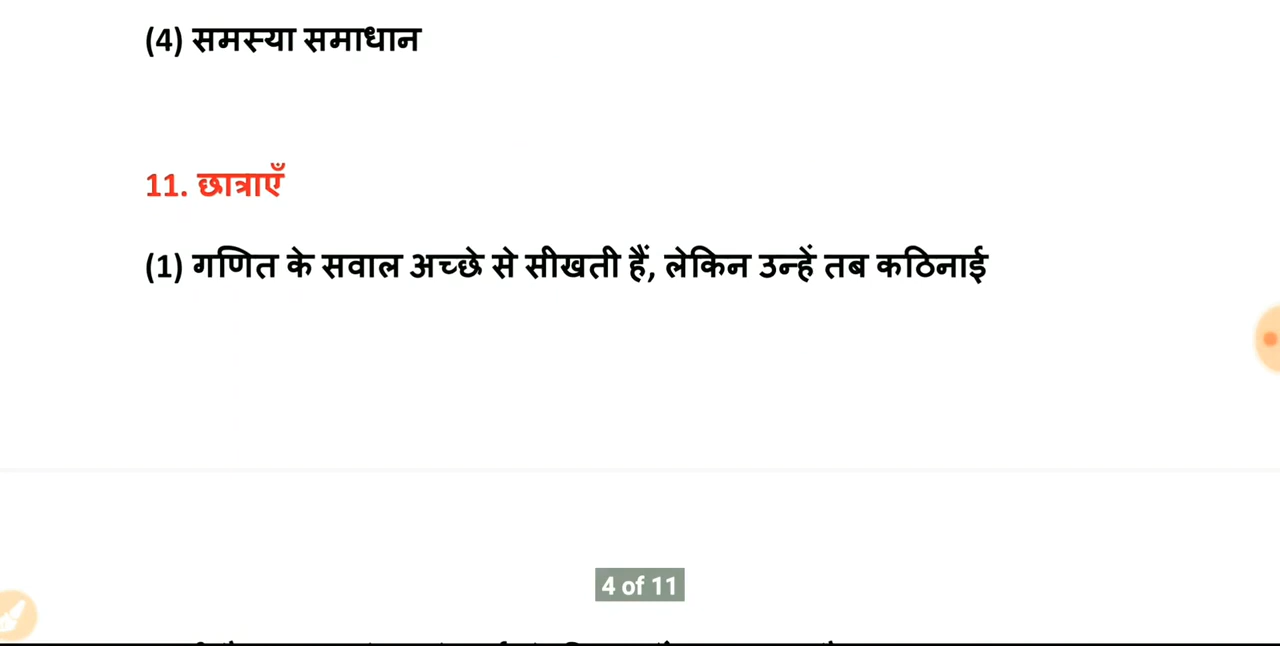 (4) समस्या समाधान
11. छात्राएँ
(1) गणित के सवाल अच्छे से सीखती हैं, लेकिन उन्हें तब कठिनाई
4 of 11